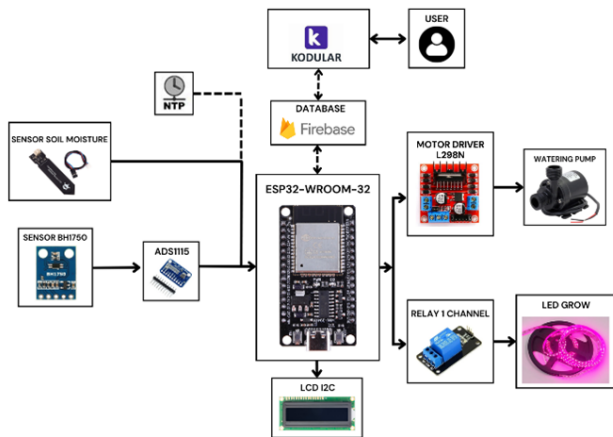 KODULAR
USER
NTP
DATABASE
Firebase
SENSOR SOIL MOISTURE
MOTOR DRIVER
L298N
WATERING PUMP
ESP32-WROOM-32
SENSOR BH1750
BH1750
ADS1115
RELAY 1 CHANNEL
LED GROW
LCD I2C